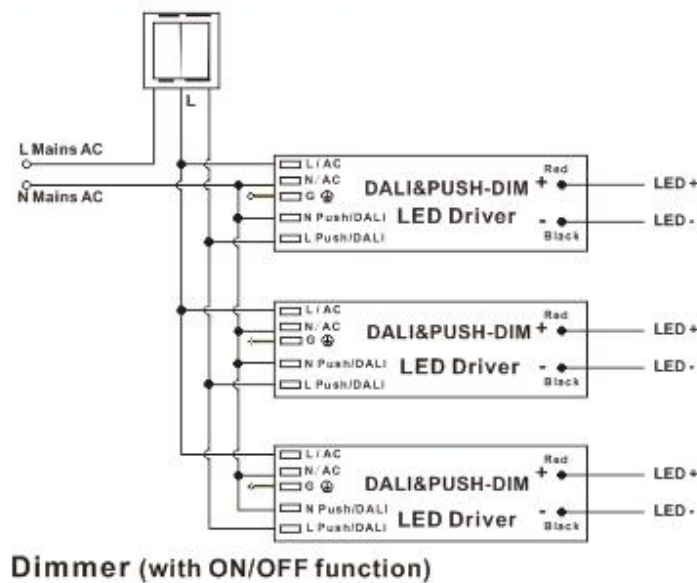 L
L Mains AC
N Mains AC
L / AC
N/ AC
G
N Push/DALI
L Push/DALI
DALI&PUSH-DIM
LED Driver
Red
+
-
Black
LED +
LED -
L / AC
N/ AC
G
N Push/DALI
L Push/DALI
DALI&PUSH-DIM
LED Driver
Red
+
-
Black
LED +
LED -
L / AC
N/ AC
G
N Push/DALI
L Push/DALI
DALI&PUSH-DIM
LED Driver
Red
+
-
Black
LED +
LED -
Dimmer (with ON/OFF function)